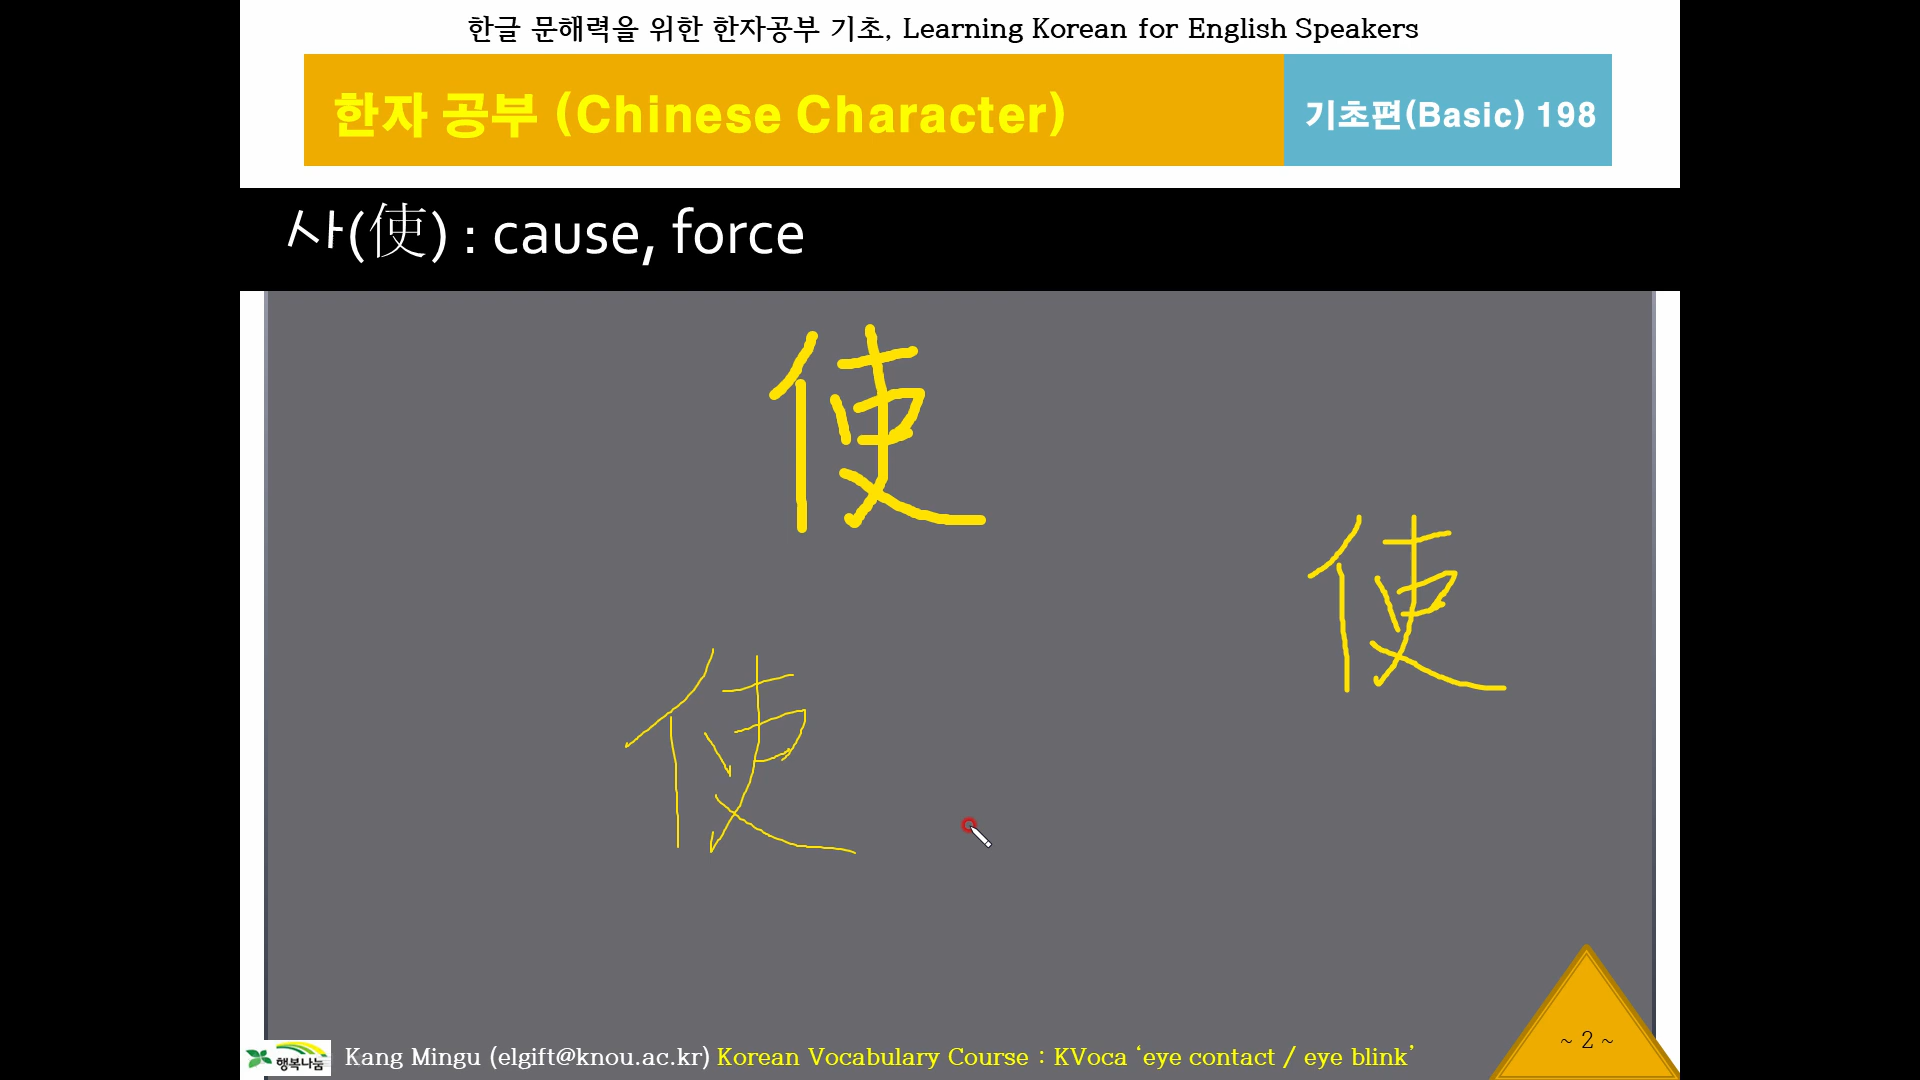 한글 문해력을 위한 한자공부 기초, Learning Korean for English Speakers
한자 공부 (Chinese Character)
기초편(Basic) 198
사(使) : cause, force
使
使
使
~ 2 ~
행복나눔
Kang Mingu (elgift@knou.ac.kr) Korean Vocabulary Course : KVoca ‘eye contact / eye blink’